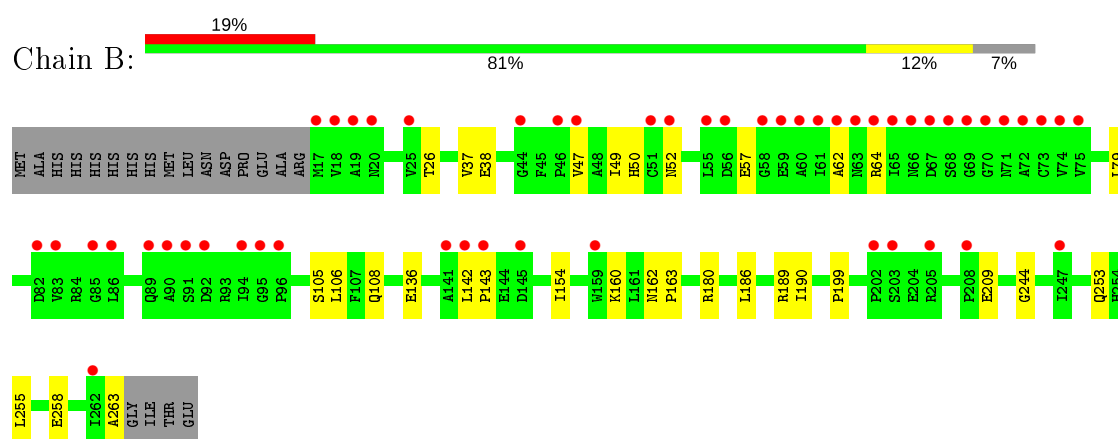 19%
Chain B:
81% 12% 7%
MET ALA HIS HIS HIS HIS HIS HIS MET LEU ASN ASP PRO GLU ALA ARG M17 V18 A19 N20 V25 T26 V37 E38 G44 F45 P46 V47 A48 I49 H50 C51 N52 L55 D56 E57 G58 E59 A60 I61 A62 N63 R64 I65 N66 D67 S68 G69 G70 N71 A72 C73 V74 V75 L79
D82 V83 R84 G85 L86 Q89 A90 S91 D92 R93 I94 G95 P96 S105 L106 F107 Q108 E136 A141 L142 P143 E144 D145 I154 W159 K160 L161 N162 P163 R180 L186 R189 I190 P199 P202 S203 E204 R205 P208 E209 G244 I247 Q253 H254
L255 E258 I262 A263 GLY ILE THR GLU